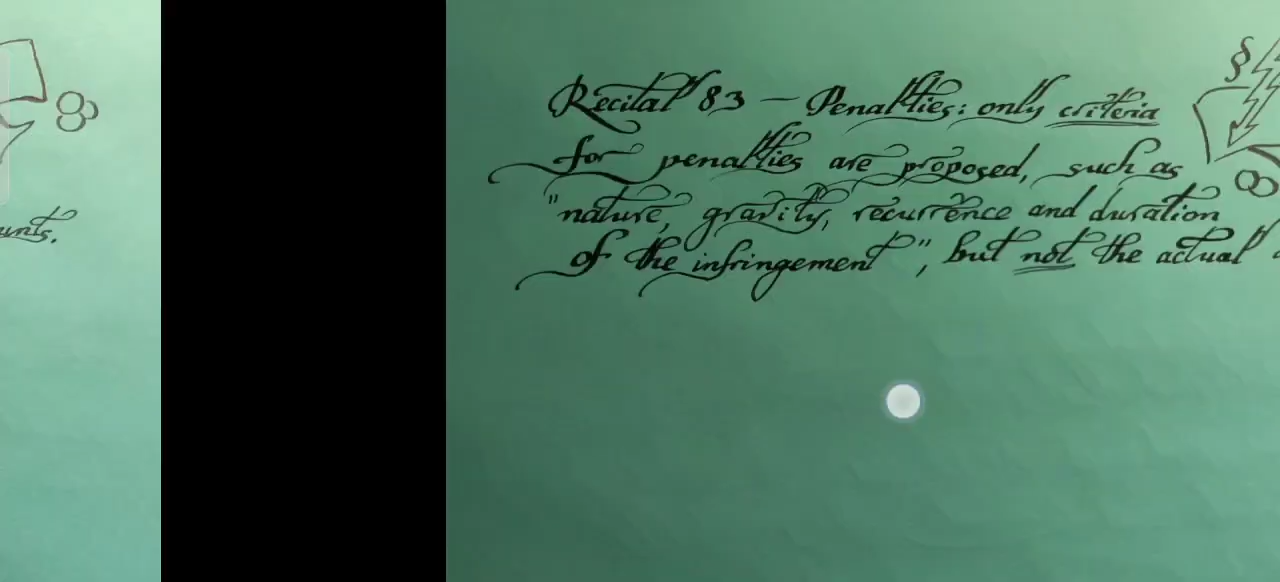 unts.
Recital 83 — Penalties: only criteria
for penalties are proposed, such as
"nature, gravity, recurrence and duration
of the infringement", but not the actual
§